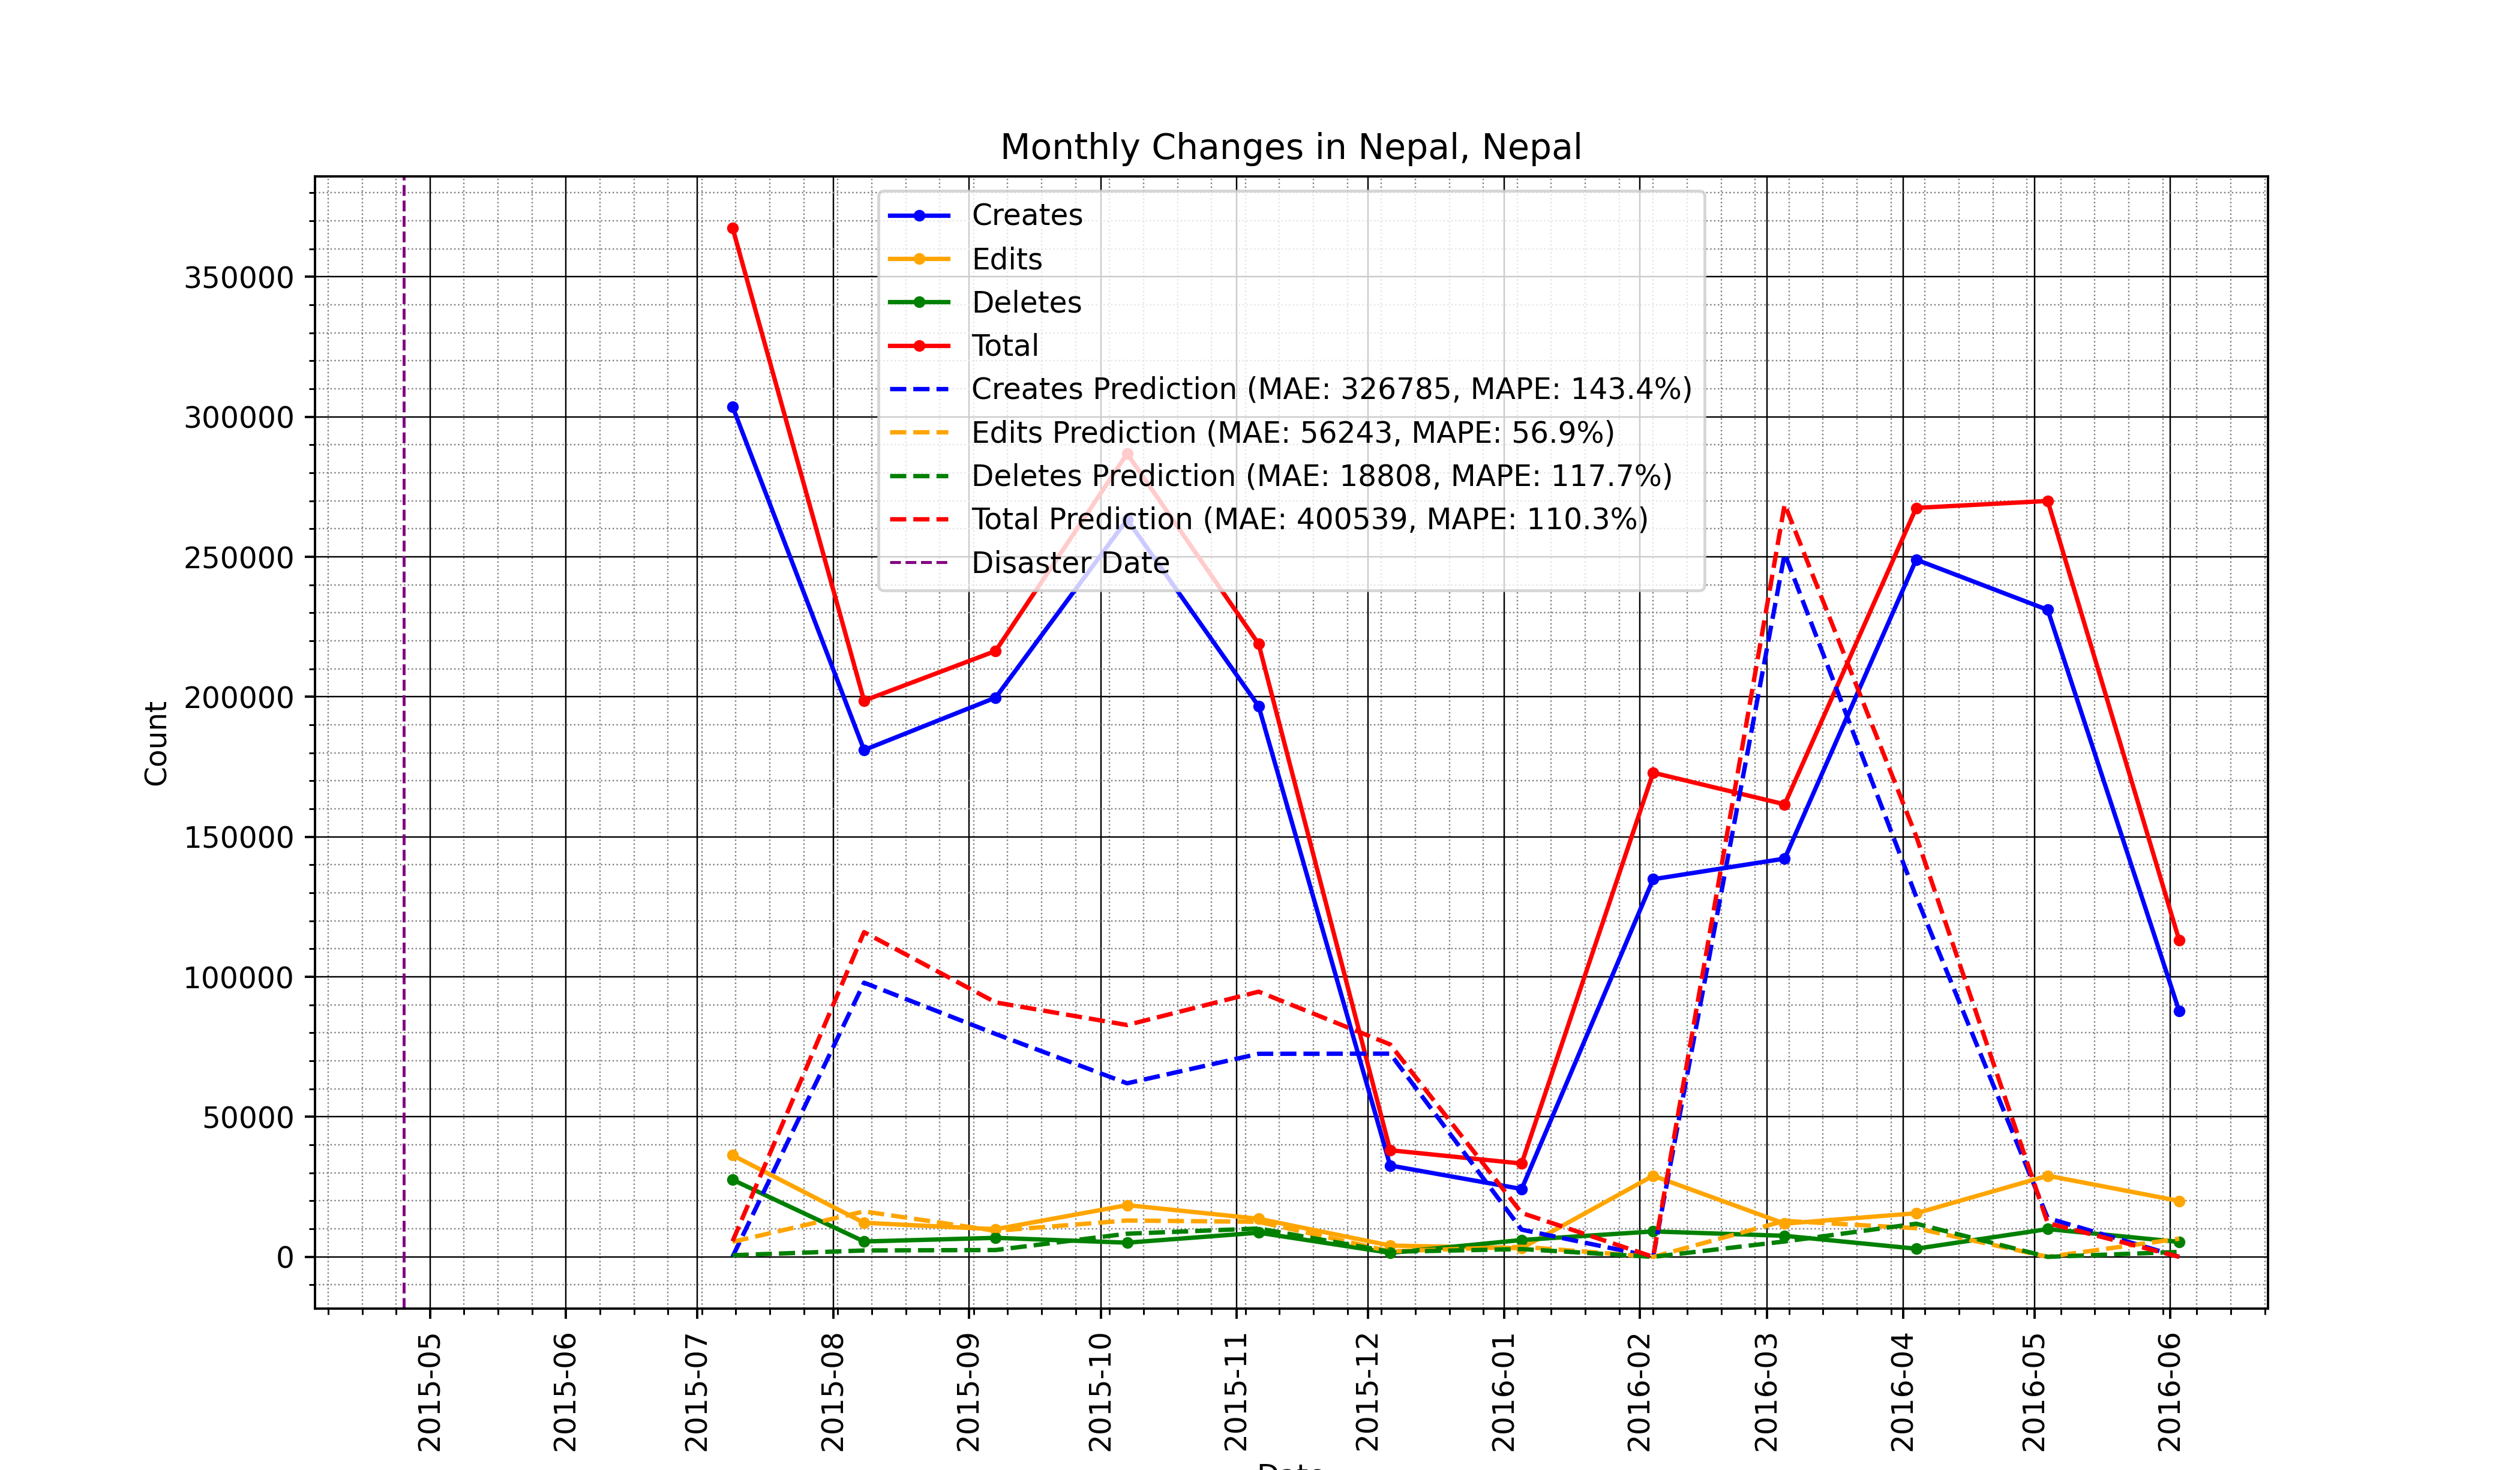 Monthly Changes in Nepal, Nepal
Creates
Edits
Deletes
Total
Creates Prediction (MAE: 326785, MAPE: 143.4%)
Edits Prediction (MAE: 56243, MAPE: 56.9%)
Deletes Prediction (MAE: 18808, MAPE: 117.7%)
Total Prediction (MAE: 400539, MAPE: 110.3%)
Disaster Date
Count
350000
300000
250000
200000
150000
100000
50000
0
2015-05
2015-06
2015-07
2015-08
2015-09
2015-10
2015-11
2015-12
2016-01
2016-02
2016-03
2016-04
2016-05
2016-06
Date